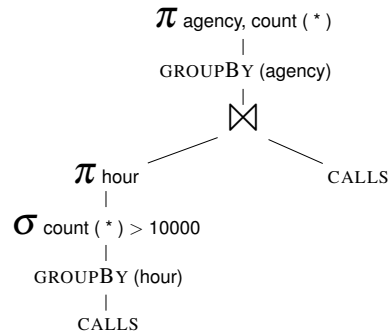 π agency, count ( * )
GROUPBY (agency)
⋈
π hour
CALLS
σ count ( * ) > 10000
GROUPBY (hour)
CALLS